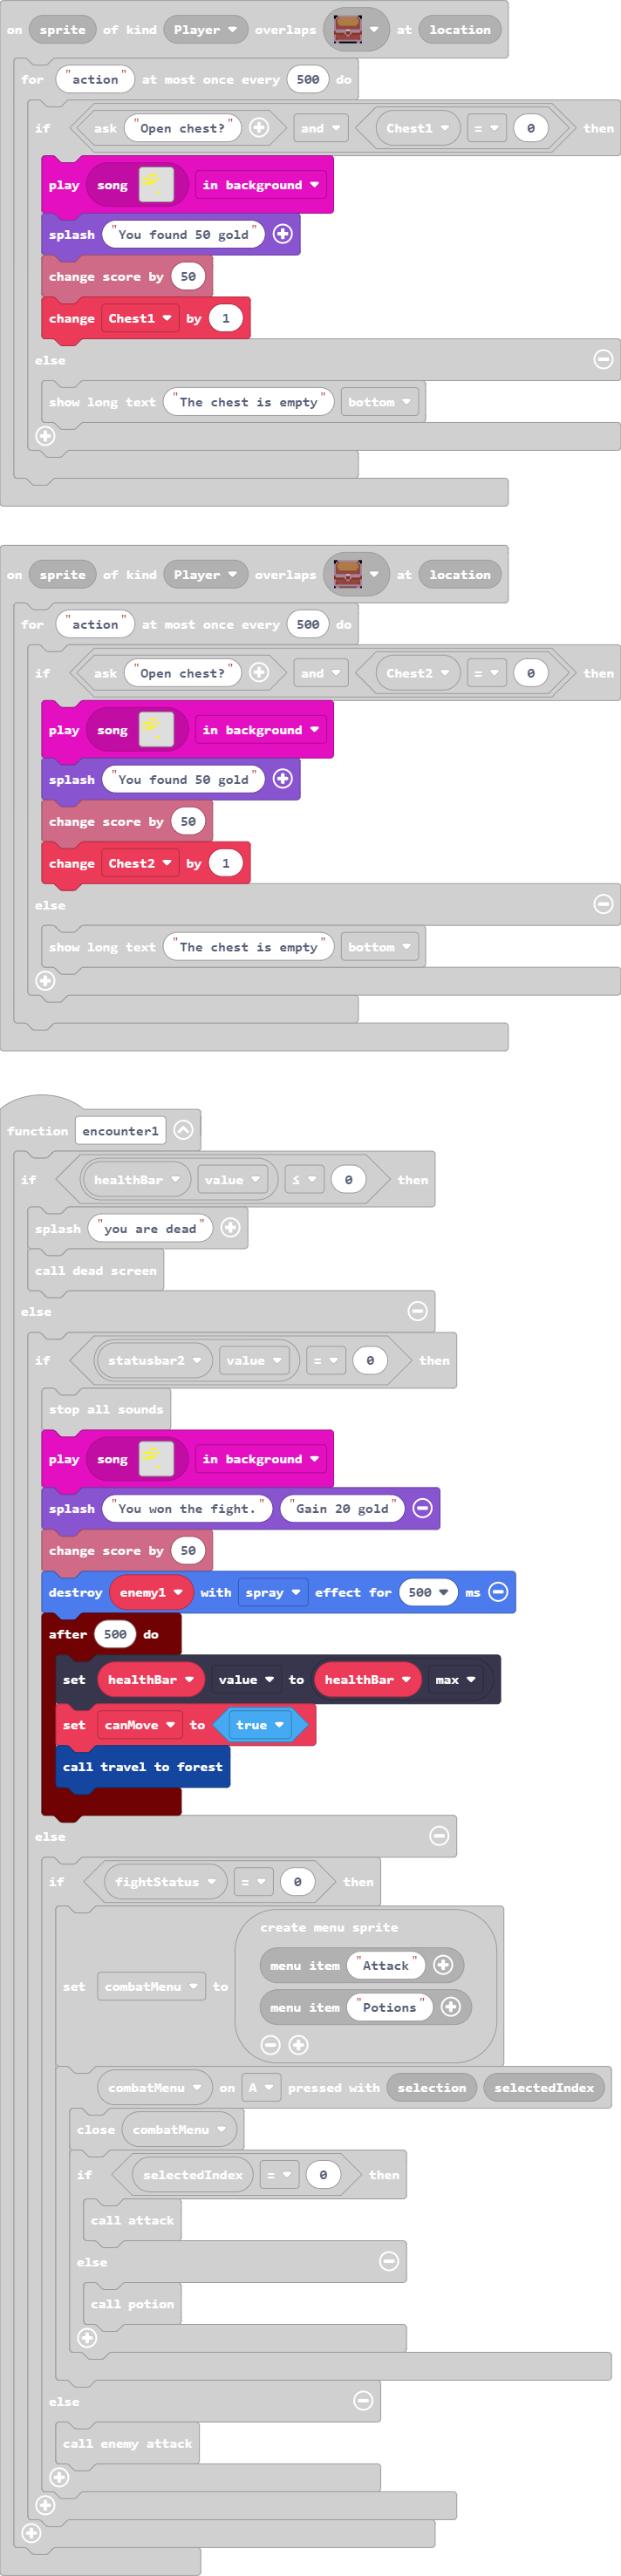 on sprite of kind Player overlaps at location
for "action" at most once every 500 do
if ask "Open chest?" and Chest1 = 0 then
play song in background
splash "You found 50 gold"
change score by 50
change Chest1 by 1
else
show long text "The chest is empty" bottom
on sprite of kind Player overlaps at location
for "action" at most once every 500 do
if ask "Open chest?" and Chest2 = 0 then
play song in background
splash "You found 50 gold"
change score by 50
change Chest2 by 1
else
show long text "The chest is empty" bottom
function encounter1
if healthBar value ≤ 0 then
splash "you are dead"
call dead screen
else
if statusbar2 value = 0 then
stop all sounds
play song in background
splash "You won the fight." "Gain 20 gold"
change score by 50
destroy enemy1 with spray effect for 500 ms
after 500 do
set healthBar value to healthBar max
set canMove to true
call travel to forest
else
if fightStatus = 0 then
create menu sprite
menu item "Attack"
set combatMenu to
menu item "Potions"
combatMenu on A pressed with selection selectedIndex
close combatMenu
if selectedIndex = 0 then
call attack
else
call potion
else
call enemy attack